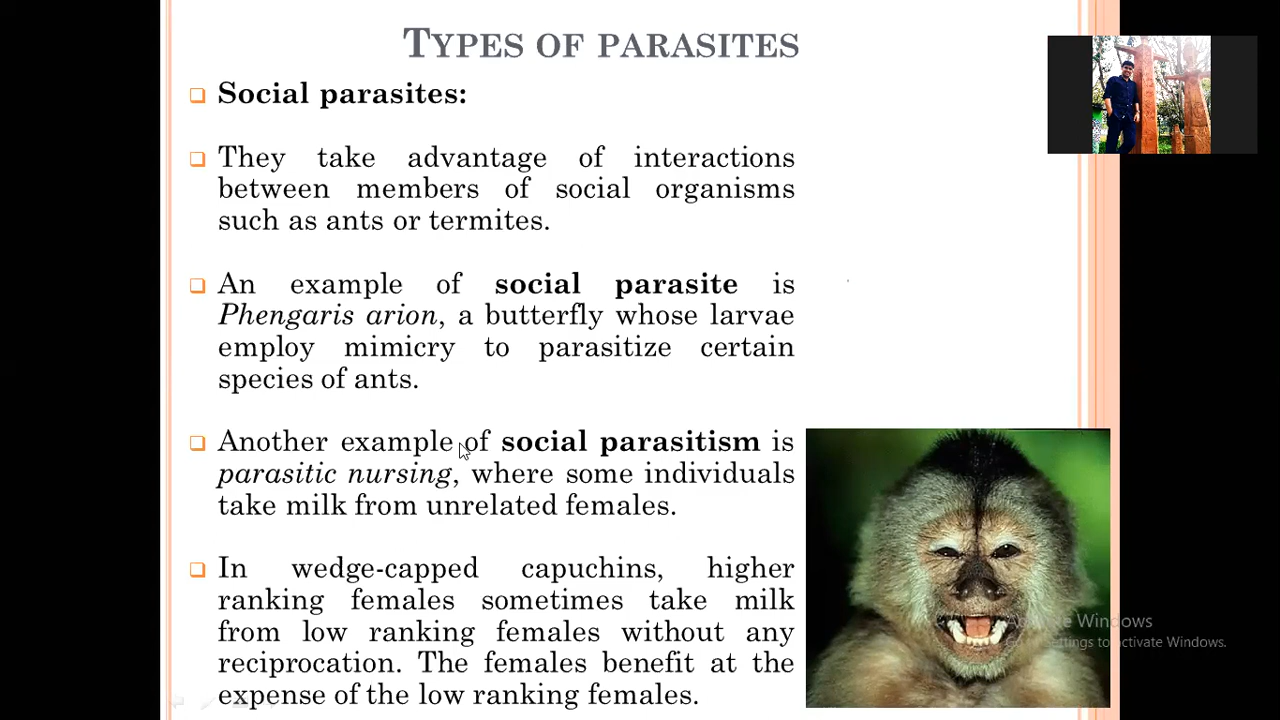 TYPES OF PARASITES
Social parasites:
They take advantage of interactions
between members of social organisms
such as ants or termites.
An example of social parasite is
Phengaris arion, a butterfly whose larvae
employ mimicry to parasitize certain
species of ants.
Another example of social parasitism is
parasitic nursing, where some individuals
take milk from unrelated females.
In wedge-capped capuchins, higher
ranking females sometimes take milk
from low ranking females without any
reciprocation. The females benefit at the
expense of the low ranking females.
Activate Windows
Go to Settings to activate Windows.